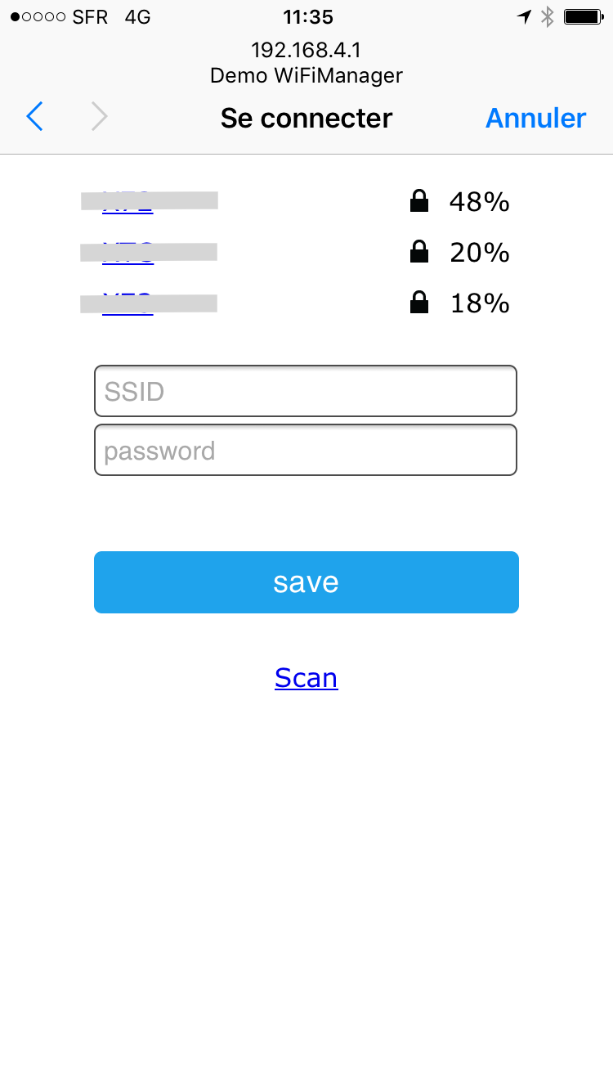 SFR 4G 11:35
192.168.4.1
Demo WiFiManager
Se connecter Annuler
48%
20%
18%
SSID
password
save
Scan